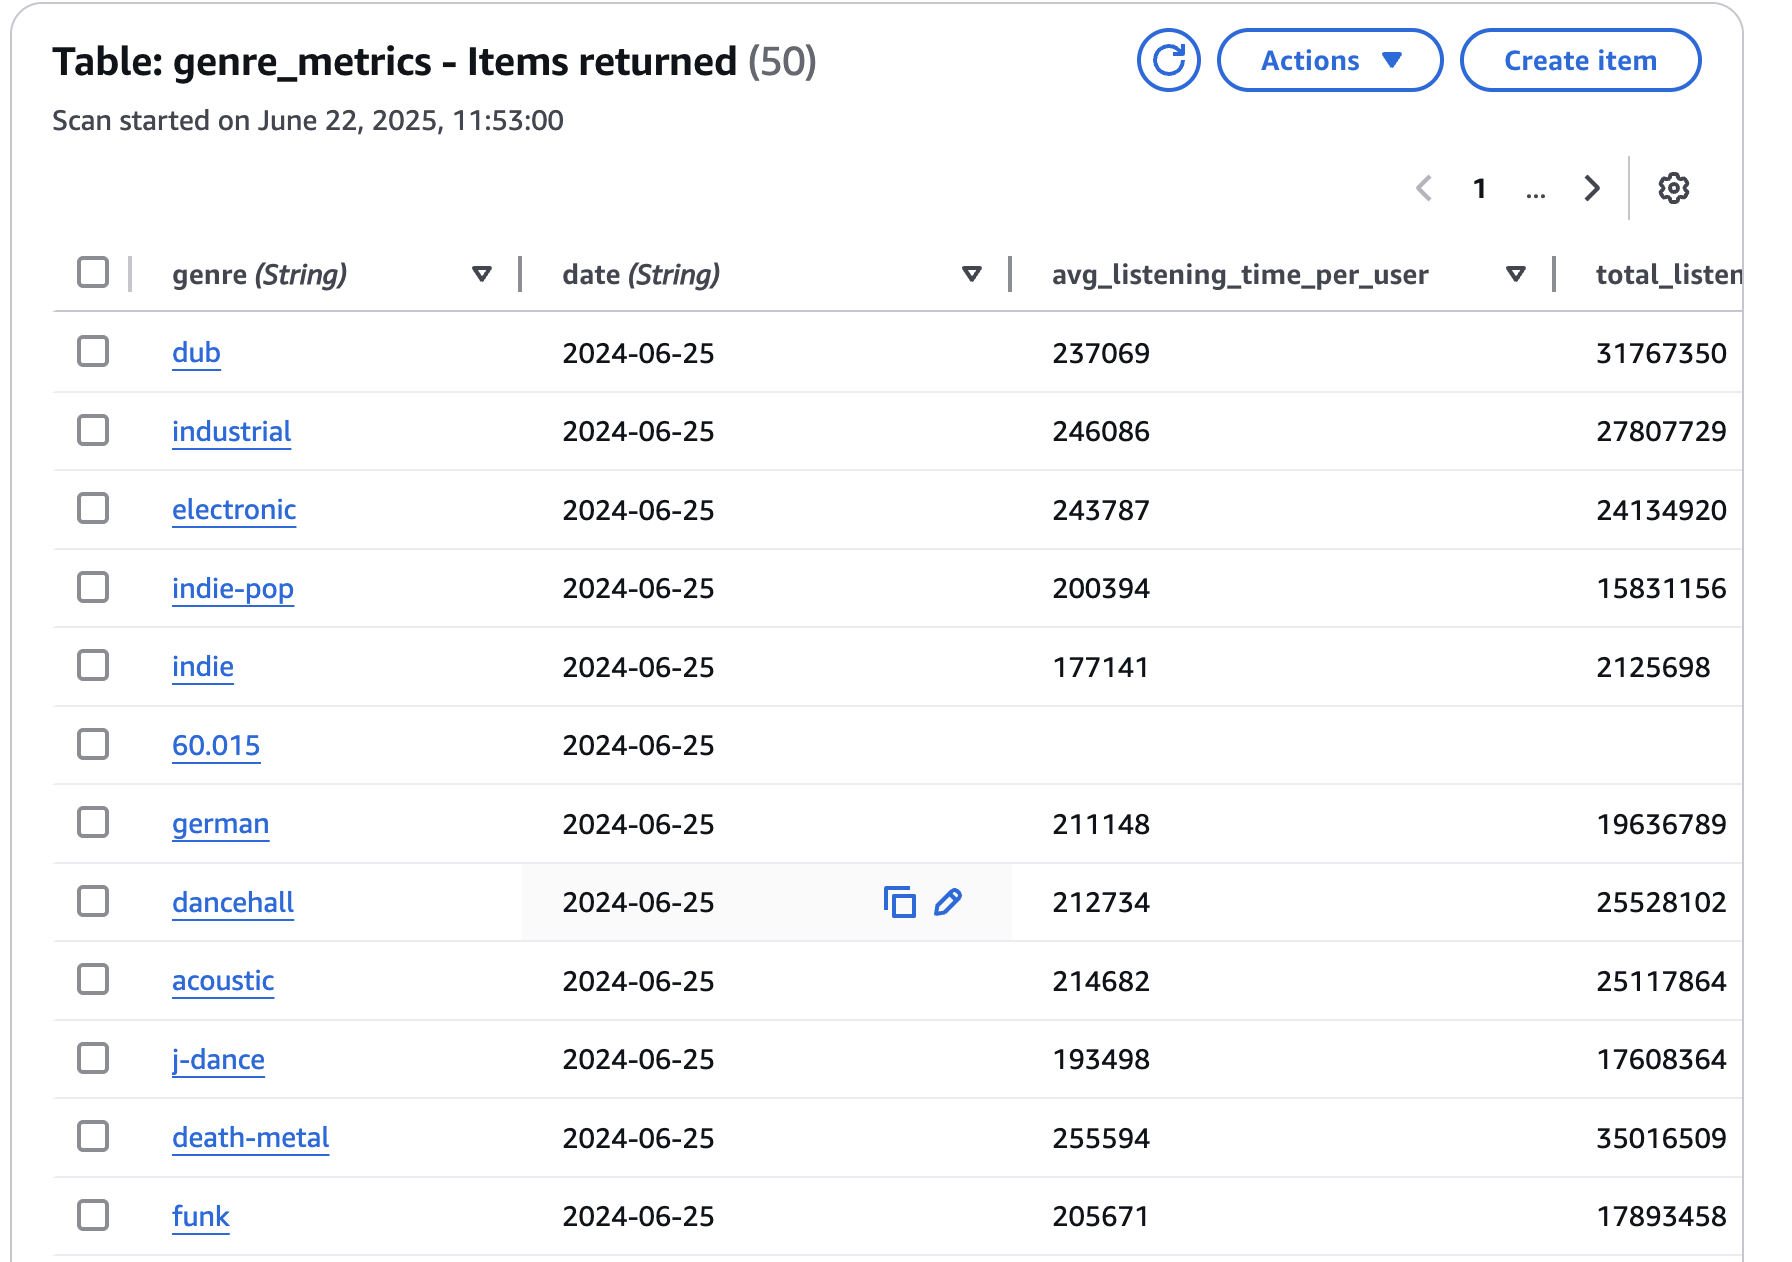 Table: genre_metrics - Items returned (50)
Actions
Create item
Scan started on June 22, 2025, 11:53:00
1 ...
genre (String) date (String) avg_listening_time_per_user total_listen
dub 2024-06-25 237069 31767350
industrial 2024-06-25 246086 27807729
electronic 2024-06-25 243787 24134920
indie-pop 2024-06-25 200394 15831156
indie 2024-06-25 177141 2125698
60.015 2024-06-25
german 2024-06-25 211148 19636789
dancehall 2024-06-25 212734 25528102
acoustic 2024-06-25 214682 25117864
j-dance 2024-06-25 193498 17608364
death-metal 2024-06-25 255594 35016509
funk 2024-06-25 205671 17893458